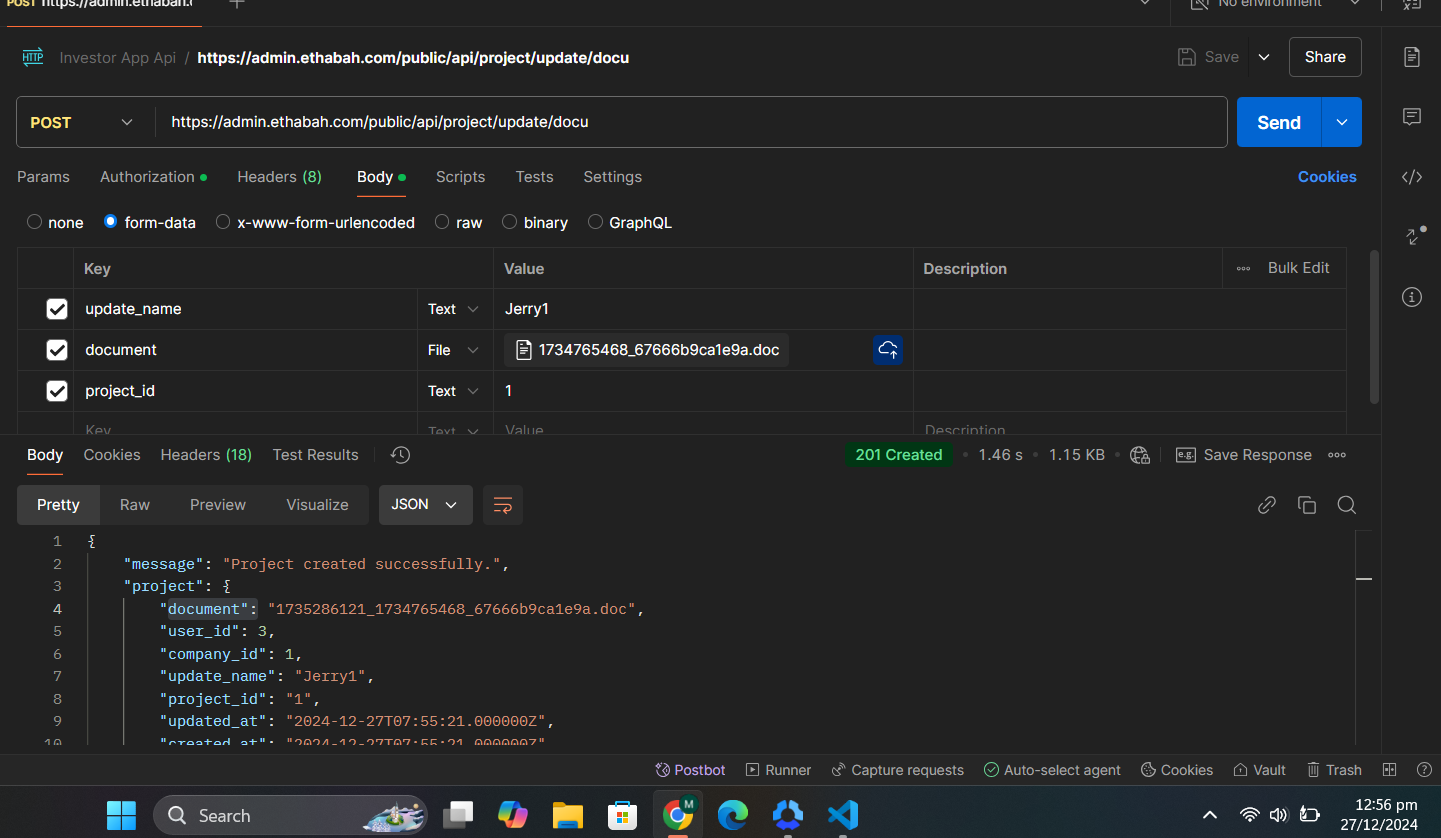 POST https://admin.ethabah.c
No environment
HTTP Investor App Api / https://admin.ethabah.com/public/api/project/update/docu Save Share
POST https://admin.ethabah.com/public/api/project/update/docu Send
Params Authorization Headers (8) Body Scripts Tests Settings Cookies
none form-data x-www-form-urlencoded raw binary GraphQL
Key Value Description Bulk Edit
update_name Text Jerry1
document File 1734765468_67666b9ca1e9a.doc
project_id Text 1
Key Text Value Description
Body Cookies Headers (18) Test Results 201 Created 1.46 s 1.15 KB e.g. Save Response
Pretty Raw Preview Visualize JSON
1 {
2 "message": "Project created successfully.",
3 "project": {
4 "document": "1735286121_1734765468_67666b9ca1e9a.doc",
5 "user_id": 3,
6 "company_id": 1,
7 "update_name": "Jerry1",
8 "project_id": "1",
9 "updated_at": "2024-12-27T07:55:21.000000Z",
10 "created_at": "2024-12-27T07:55:21.000000Z"
Postbot Runner Capture requests Auto-select agent Cookies Vault Trash
Search M 12:56 pm
27/12/2024